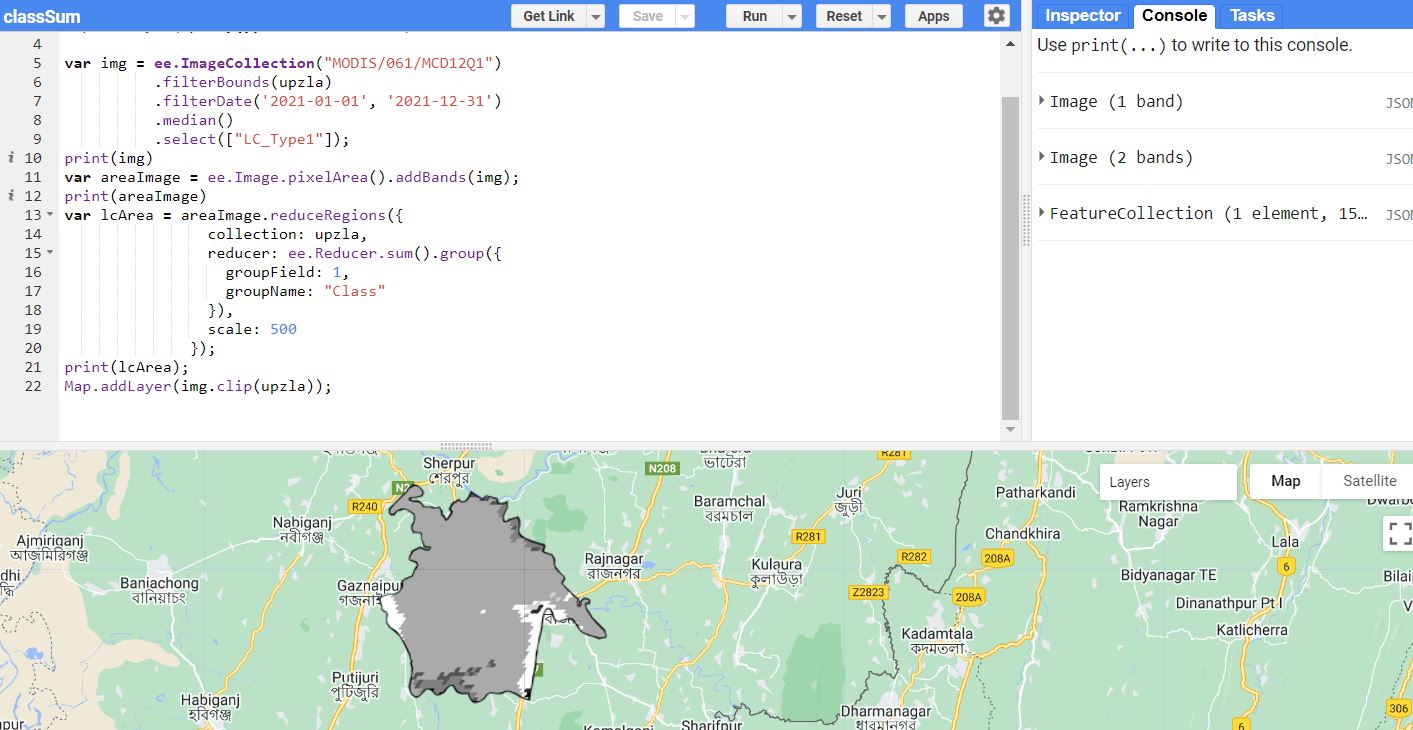 classSum
Get Link
Save
Run
Reset
Apps
Inspector
Console
Tasks
4
5 var img = ee.ImageCollection("MODIS/061/MCD12Q1")
6 .filterBounds(upzla)
7 .filterDate('2021-01-01', '2021-12-31')
8 .median()
9 .select(["LC_Type1"]);
i 10 print(img)
11 var areaImage = ee.Image.pixelArea().addBands(img);
i 12 print(areaImage)
13 var lcArea = areaImage.reduceRegions({
14 collection: upzla,
15 reducer: ee.Reducer.sum().group({
16 groupField: 1,
17 groupName: "Class"
18 }),
19 scale: 500
20 });
21 print(lcArea);
22 Map.addLayer(img.clip(upzla));
Use print(...) to write to this console.
Image (1 band)
JSON
Image (2 bands)
JSON
FeatureCollection (1 element, 15…
JSON
Sherpur
শেরপুর
N208
ভাটেরা
R281
Layers
Map
Satellite
R240
N2
Baramchal
বরমচাল
Juri
জুড়ী
Patharkandi
Ramkrishna
Nagar
Nabiganj
নবীগঞ্জ
Ajmiriganj
আজমিরিগঞ্জ
R281
Chandkhira
208A
Lala
6
Rajnagar
রাজনগর
Kulaura
কুলাউড়া
R282
Bidyanagar TE
Baniachong
বানিয়াচং
Gaznaipu
Z2823
208A
Dinanathpur Pt I
Katlicherra
Kadamtala
কদমতলা
Putijuri
পুটিজুরি
7
Habiganj
হবিগঞ্জ
Dharmanagar
ধারমানগর
Sharifpur
Kamalganj
306
6